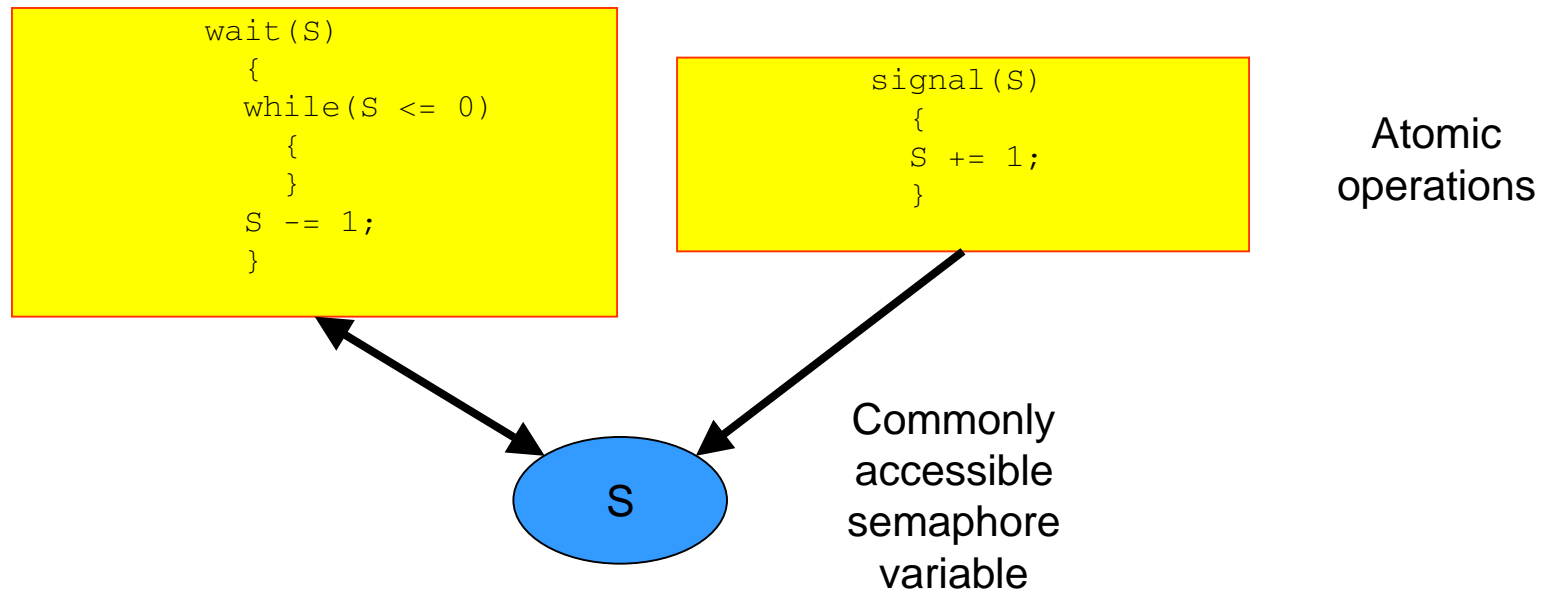 wait(S)
{
while(S <= 0)
{
}
S -= 1;
}
signal(S)
{
S += 1;
}
Atomic
operations
S
Commonly
accessible
semaphore
variable